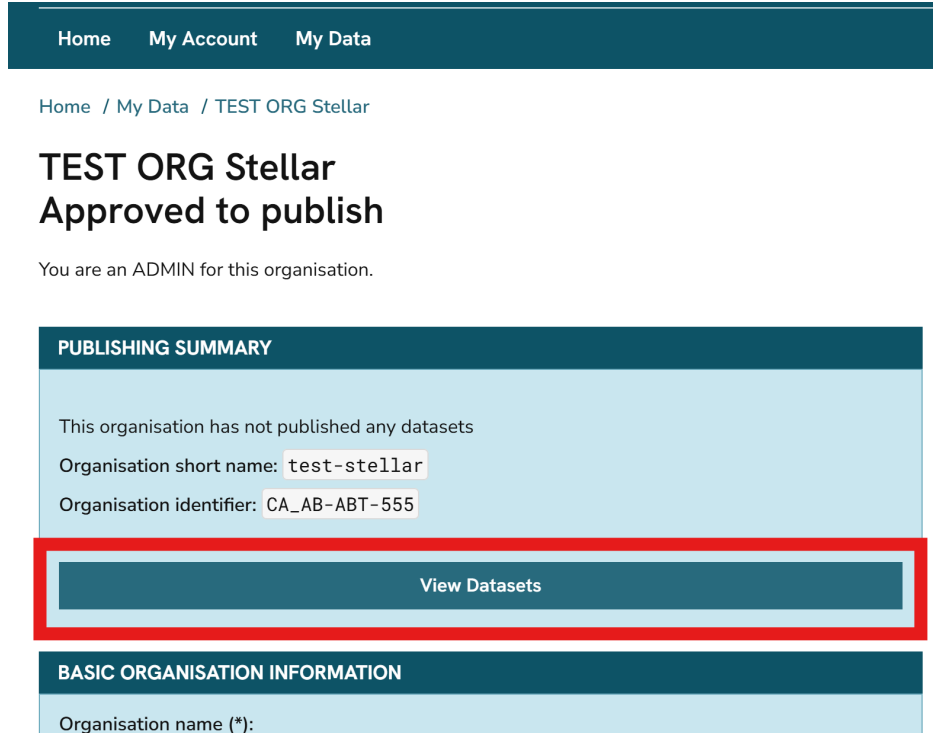 Home My Account My Data
Home / My Data / TEST ORG Stellar
TEST ORG Stellar
Approved to publish
You are an ADMIN for this organisation.
PUBLISHING SUMMARY
This organisation has not published any datasets
Organisation short name: test-stellar
Organisation identifier: CA_AB-ABT-555
View Datasets
BASIC ORGANISATION INFORMATION
Organisation name (*):